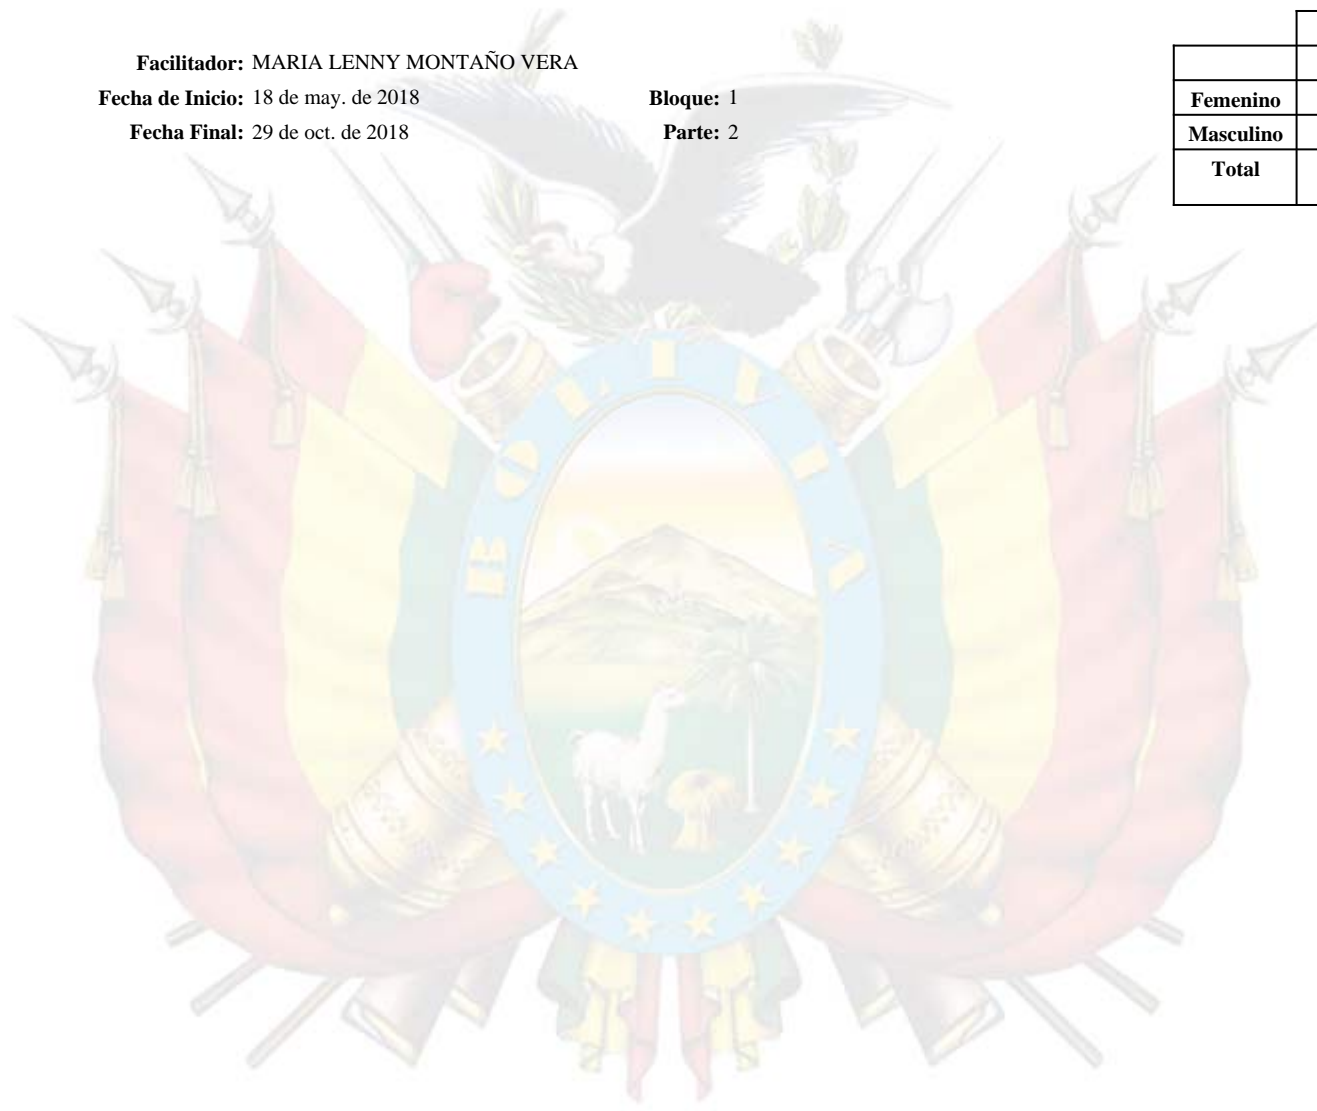 Facilitador: MARIA LENNY MONTAÑO VERA
Fecha de Inicio: 18 de may. de 2018 Bloque: 1
Fecha Final: 29 de oct. de 2018 Parte: 2
Femenino
Masculino
Total
BOLIVIA